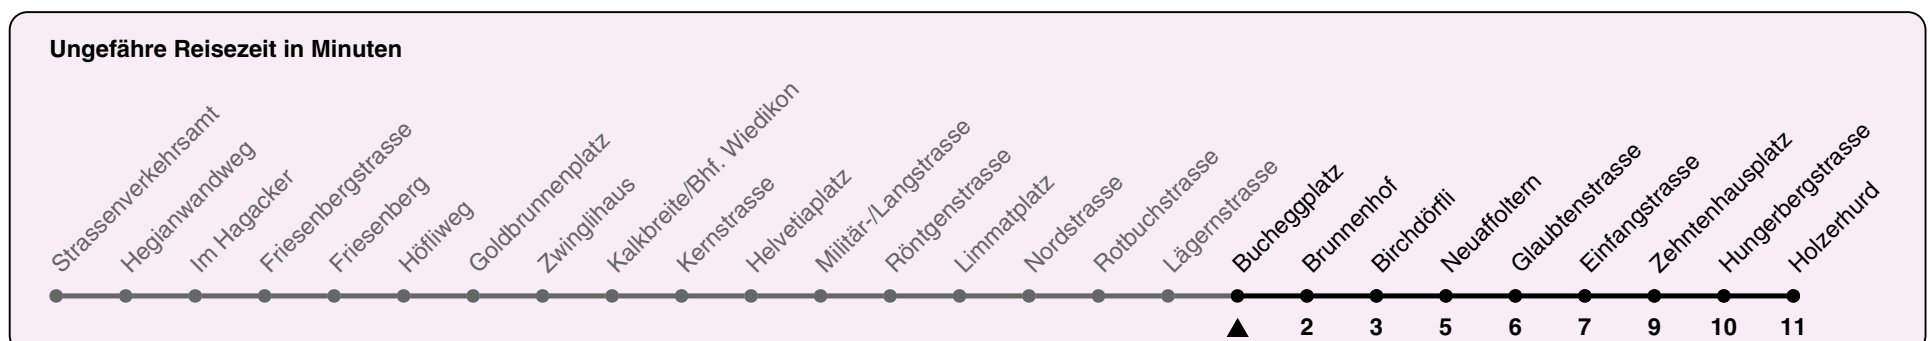 Ungefähre Reisezeit in Minuten
Strassenverkehrsamt
Hegianwandweg
Im Hagacker
Friesenbergstrasse
Friesenberg
Höfliweg
Goldbrunnenplatz
Zwinglihaus
Kalkbreite/Bhf. Wiedikon
Kernstrasse
Helvetiaplatz
Militär-/Langstrasse
Röntgenstrasse
Limmatplatz
Nordstrasse
Rotbuchstrasse
Lägernstrasse
Bucheggplatz
Brunnenhof
Birchdörfli
Neuaffoltern
Glaubtenstrasse
Einfangstrasse
Zehntenhausplatz
Hungerbergstrasse
Holzerhurd
2 3 5 6 7 9 10 11